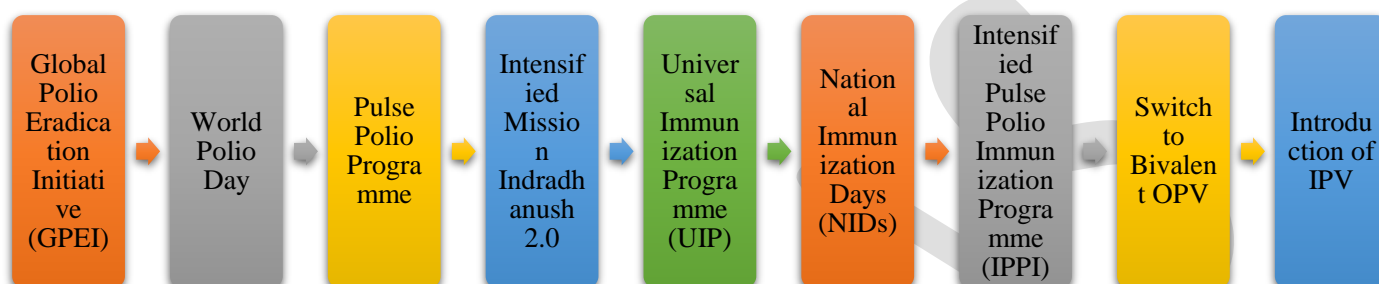 Global
Polio
Eradica
tion
Initiati
ve
(GPEI)
World
Polio
Day
Pulse
Polio
Progra
mme
Intensif
ied
Missio
n
Indradh
anush
2.0
Univer
sal
Immun
ization
Progra
mme
(UIP)
Nation
al
Immun
ization
Days
(NIDs)
Intensif
ied
Pulse
Polio
Immun
ization
Progra
mme
(IPPI)
Switch
to
Bivalen
t OPV
Introdu
ction of
IPV